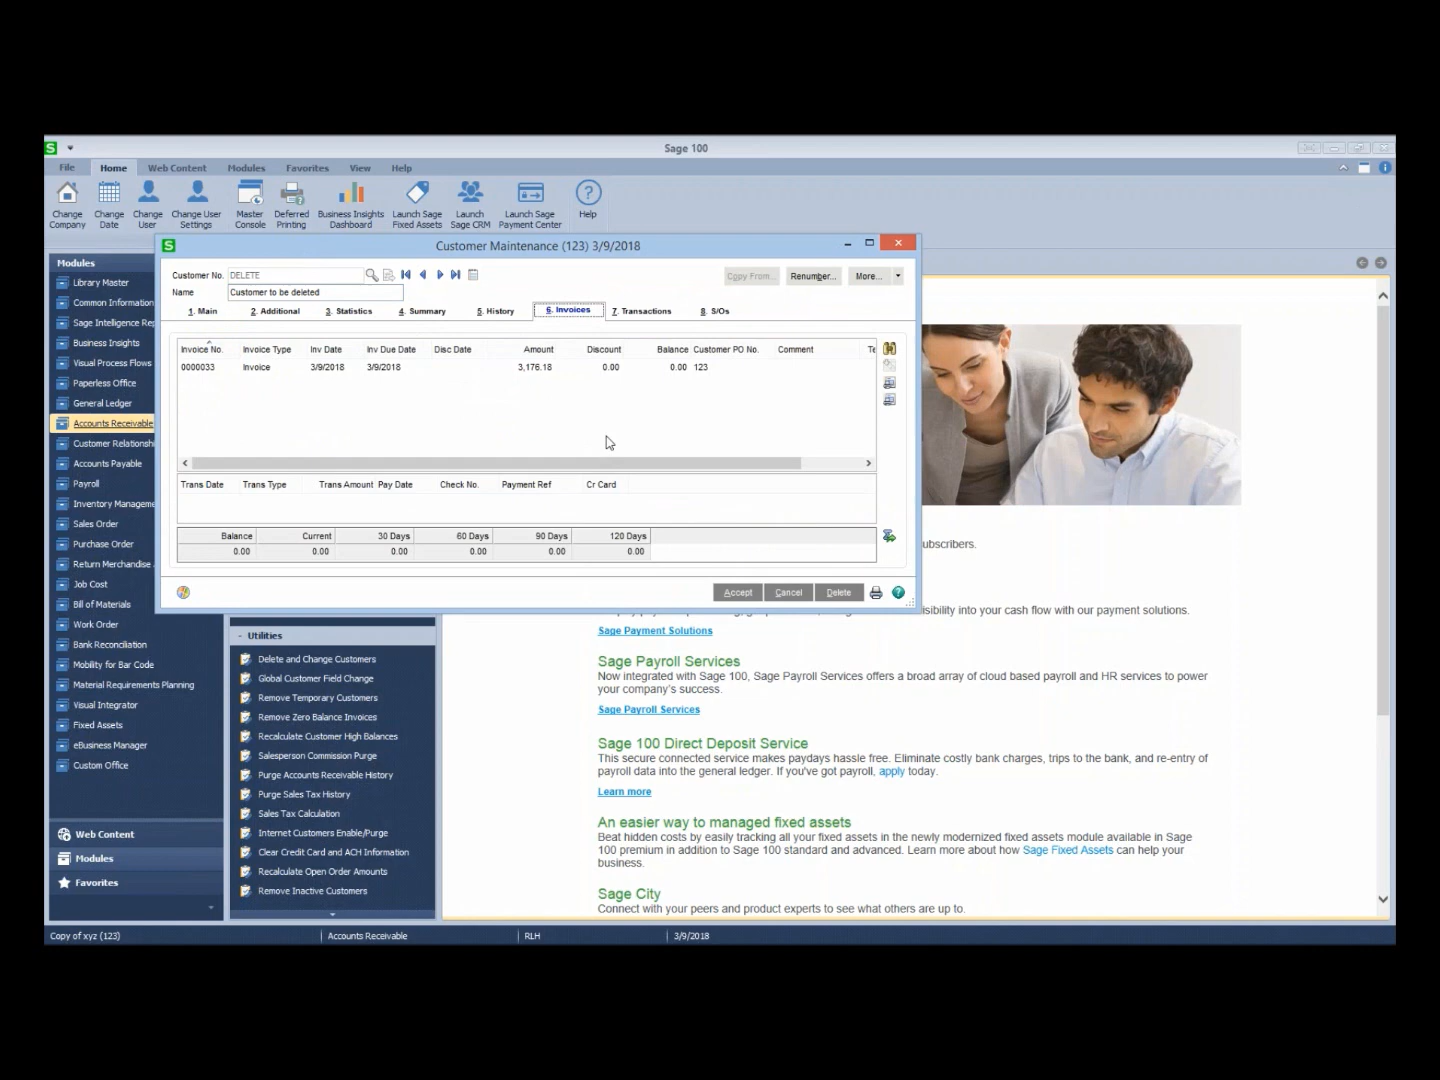 Sage 100
File Home Web Content Modules Favorites View Help
Change Company
Change Date
Change User
Change User Settings
Master Console
Deferred Printing
Business Insights Dashboard
Launch Sage Fixed Assets
Launch Sage CRM
Launch Sage Payment Center
Help
Customer Maintenance (123) 3/9/2018
Customer No. DELETE
Copy From... Renumber... More...
Name Customer to be deleted
1. Main 2. Additional 3. Statistics 4. Summary 5. History 6. Invoices 7. Transactions 8. S/Os
Invoice No. Invoice Type Inv Date Inv Due Date Disc Date Amount Discount Balance Customer PO No. Comment Te
0000033 Invoice 3/9/2018 3/9/2018 3,176.18 0.00 0.00 123
Trans Date Trans Type Trans Amount Pay Date Check No. Payment Ref Cr Card
Balance Current 30 Days 60 Days 90 Days 120 Days
0.00 0.00 0.00 0.00 0.00 0.00
Accept Cancel Delete
Modules
Library Master
Common Information
Sage Intelligence Rep
Business Insights
Visual Process Flows
Paperless Office
General Ledger
Accounts Receivable
Customer Relationsh
Accounts Payable
Payroll
Inventory Manageme
Sales Order
Purchase Order
Return Merchandise
Job Cost
Bill of Materials
Work Order
Bank Reconciliation
Mobility for Bar Code
Material Requirements Planning
Visual Integrator
Fixed Assets
eBusiness Manager
Custom Office
Web Content
Modules
Favorites
Utilities
Delete and Change Customers
Global Customer Field Change
Remove Temporary Customers
Remove Zero Balance Invoices
Recalculate Customer High Balances
Salesperson Commission Purge
Purge Accounts Receivable History
Purge Sales Tax History
Sales Tax Calculation
Internet Customers Enable/Purge
Clear Credit Card and ACH Information
Recalculate Open Order Amounts
Remove Inactive Customers
ubscribers.
isibility into your cash flow with our payment solutions.
Sage Payment Solutions
Sage Payroll Services
Now integrated with Sage 100, Sage Payroll Services offers a broad array of cloud based payroll and HR services to power
your company's success.
Sage Payroll Services
Sage 100 Direct Deposit Service
This secure connected service makes paydays hassle free. Eliminate costly bank charges, trips to the bank, and re-entry of
payroll data into the general ledger. If you've got payroll, apply today.
Learn more
An easier way to managed fixed assets
Beat hidden costs by easily tracking all your fixed assets in the newly modernized fixed assets module available in Sage
100 premium in addition to Sage 100 standard and advanced. Learn more about how Sage Fixed Assets can help your
business.
Sage City
Connect with your peers and product experts to see what others are up to.
Copy of xyz (123) Accounts Receivable RLH 3/9/2018